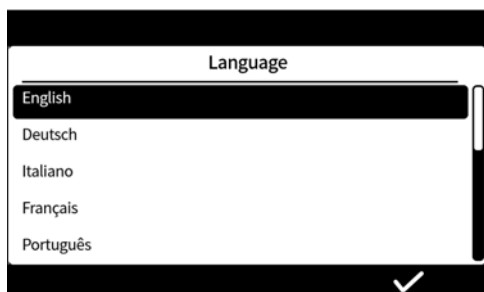 Language
English
Deutsch
Italiano
Français
Português